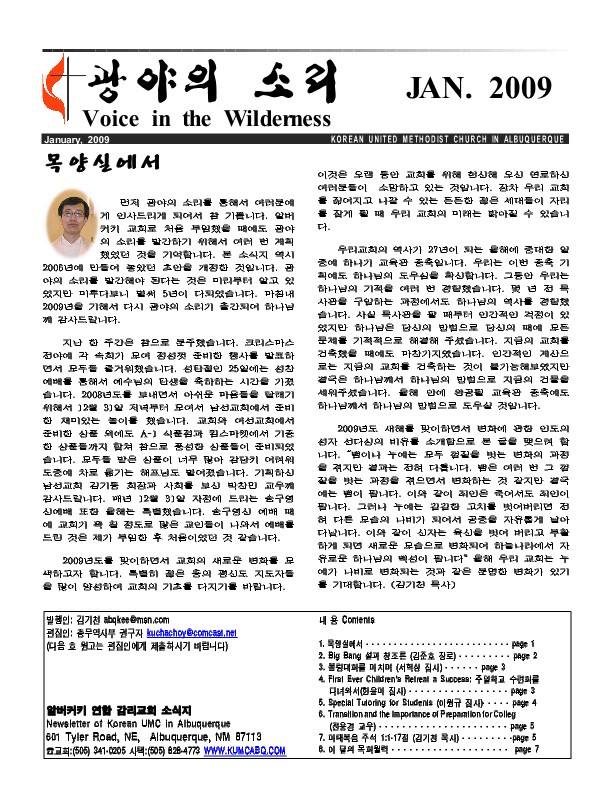 광야의 소리
Voice in the Wilderness
JAN. 2009
January, 2009
KOREAN UNITED METHODIST CHURCH IN ALBUQUERQUE
목양실에서
먼저 광야의 소리를 통해서 여러분에
게 인사드리게 되어서 참 기쁩니다. 알버
커키 교회로 처음 부임했을 때에도 광야
의 소리를 발간하기 위해서 여러 번 계획
했었던 것을 기억합니다. 본 소식지 역시
2005년에 만들어 놓았던 초안을 개정한 것입니다. 광
야의 소리를 발간해야 된다는 것은 미리부터 알고 있
었지만 미루다보니 벌써 5년이 다되었습니다. 마침내
2009년을 기해서 다시 광야의 소리가 출간되어 하나님
께 감사드립니다.
지난 한 주간은 참으로 분주했습니다. 크리스마스
전야에 각 속회가 모여 정성껏 준비한 행사를 발표하
면서 모두들 즐거워했습니다. 성탄절인 25일에는 성찬
예배를 통해서 예수님의 탄생을 축하하는 시간을 가졌
습니다. 2008년도를 보내면서 아쉬운 마음들을 달래기
위해서 12월 31일 저녁부터 모여서 남선교회에서 준비
한 재미있는 놀이를 했습니다. 교회와 여선교회에서
준비한 상품 외에도 A-1 식품점과 킴스마켓에서 기증
한 상품들까지 합쳐 참으로 풍성한 상품들이 준비되었
습니다. 모두들 받은 상품이 너무 많아 감당키 어려워
도중에 차로 옮기는 해프닝도 벌어졌습니다. 기획하신
남선교회 김기동 회장과 사회를 보신 박찬민 교우께
감사드립니다. 매년 12월 31일 자정에 드리는 송구영
신예배 또한 올해는 특별했습니다. 송구영신 예배 때
에 교회가 꽉 찰 정도로 많은 교인들이 나와서 예배를
드린 것은 제가 부임한 후 처음이었던 것 같습니다.
2009년도를 맞이하면서 교회의 새로운 변화를 모
색하고자 합니다. 특별히 젊은 층의 평신도 지도자들
을 많이 양성하여 교회의 기초를 다지기를 바랍니다.
이것은 오랜 동안 교회를 위해 헌신해 오신 연로하신
여러분들이 소망하고 있는 것입니다. 장차 우리 교회
를 짊어지고 나갈 수 있는 든든한 젊은 세대들이 자리
를 잡게 될 때 우리 교회의 미래는 밝아질 수 있습니
다.
우리교회의 역사가 27년이 되는 올해에 중대한 일
중에 하나가 교육관 증축입니다. 우리는 이번 증축 기
획에도 하나님의 도우심을 확신합니다. 그동안 우리는
하나님의 기적을 여러 번 경험했습니다. 몇 년 전 목
사관을 구입하는 과정에서도 하나님의 역사를 경험했
습니다. 사실 목사관을 팔 때부터 인간적인 걱정이 있
었지만 하나님은 당신의 방법으로 당신의 때에 모든
문제를 기적적으로 해결해 주셨습니다. 지금의 교회를
건축했을 때에도 마찬가지였습니다. 인간적인 계산으
로는 지금의 교회를 건축하는 것이 불가능해보였지만
결국은 하나님께서 하나님의 방법으로 지금의 건물을
세워주셨습니다. 올해 안에 완공될 교육관 증축에도
하나님께서 하나님의 방법으로 도우실 것입니다.
2009년도 새해를 맞이하면서 변화에 관한 인도의
성자 선다싱의 비유를 소개함으로 본 글을 맺으려 합
니다. "뱀이나 누에는 모두 껍질을 벗는 변화의 과정
을 겪지만 결과는 전혀 다릅니다. 뱀은 여러 번 그 껍
질을 벗는 과정을 겪으면서 변화하는 것 같지만 결국
에는 뱀이 됩니다. 이와 같이 죄인은 죽어서도 죄인이
됩니다. 그러나 누에는 갑갑한 고치를 벗어버리면 전
혀 다른 모습의 나비가 되어서 공중을 자유롭게 날아
다닙니다. 이와 같이 신자는 육신을 벗어 버리고 부활
하게 되면 새로운 모습으로 변화되어 하늘나라에서 자
유로운 하나님의 백성이 됩니다" 올해 우리 교회는 누
에가 나비로 변화되는 것과 같은 분명한 변화가 있기
를 기대합니다. (김기천 목사)
발행인: 김기천 abqkee@msn.com
편집인: 총무역사부 권구자 kuchachoy@comcast.net
(다음 호 원고는 편집인에게 제출하시기 바랍니다)
알버커키 연합 감리교회 소식지
Newsletter of Korean UMC in Albuquerque
601 Tyler Road, NE, Albuquerque, NM 87113
☎교회:(505) 341-0205 사택:(505) 828-4773 WWW.KUMCABQ.COM
내 용 Contents
1. 목양실에서 - - - - - - - - - - - - - - - - - - - - - - - - - - page 1
2. Big Bang 설과 창조론 (김준호 장로) - - - - - - - - - page 2
3. 봉헌대회를 마치며 (서혁상 집사) - - - - - - page 3
4. First Ever Children's Retreat a Success: 주일학교 수련회를
다녀와서(한윤미 집사) - - - - - - - - - - - - - - - - - - page 3
5. Special Tutoring for Students (이원규 집사) - - - - page 4
6. Transition and the Importance of Preparation for Colleg
(전웅경 교우) - - - - - - - - - - - - - - - - - - - - - - - page 5
7. 마태복음 주석 1:1-17절 (김기천 목사) - - - - - - - - - page 5
8. 이 달의 목회월력 - - - - - - - - - - - - - - - - - - - - page 7